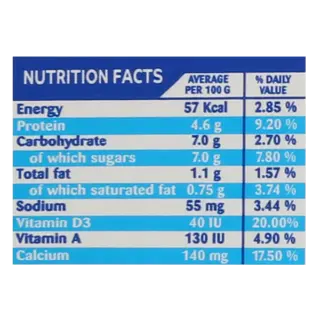 NUTRITION FACTS AVERAGE PER 100 G % DAILY VALUE
Energy 57 Kcal 2.85 %
Protein 4.6 g 9.20 %
Carbohydrate 7.0 g 2.70 %
of which sugars 7.0 g 7.80 %
Total fat 1.1 g 1.57 %
of which saturated fat 0.75 g 3.74 %
Sodium 55 mg 3.44 %
Vitamin D3 40 IU 20.00%
Vitamin A 130 IU 4.90 %
Calcium 140 mg 17.50 %